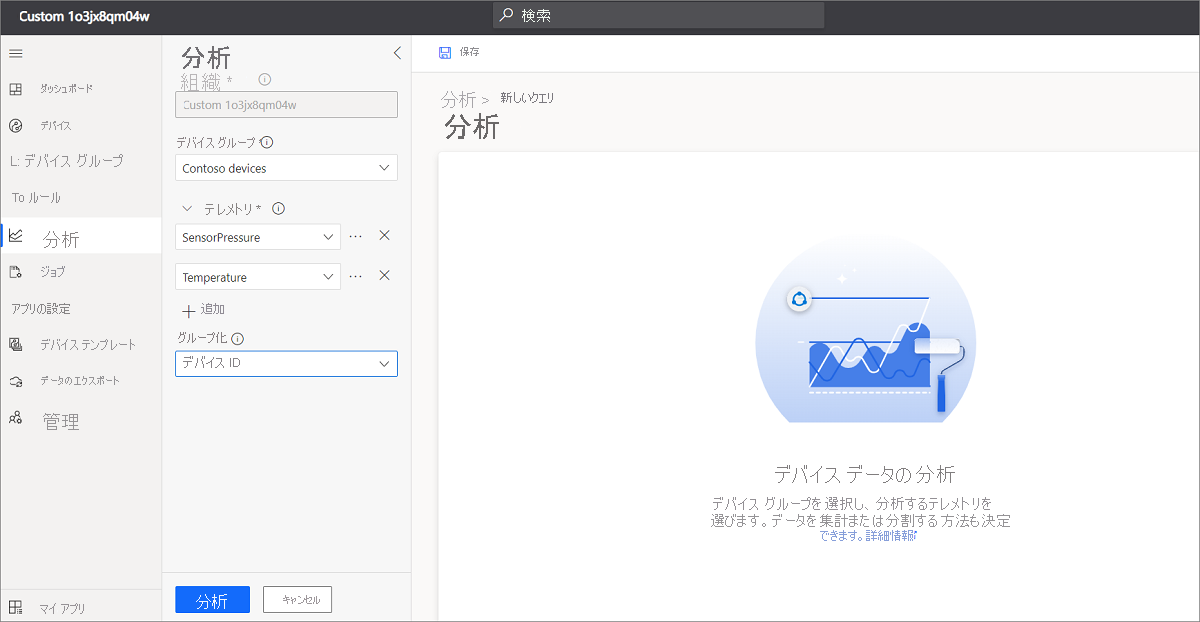 Custom 1o3jx8qm04w
検索
ダッシュボード
デバイス
L: デバイス グループ
To ルール
分析
ジョブ
アプリの設定
デバイス テンプレート
データのエクスポート
管理
マイ アプリ
分析
組織 *
Custom 1o3jx8qm04w
デバイス グループ *
Contoso devices
テレメトリ *
SensorPressure
Temperature
追加
グループ化
デバイス ID
分析
キャンセル
保存
分析 > 新しいクエリ
分析
デバイス データの分析
デバイス グループを選択し、分析するテレメトリを
選びます。データを集計または分割する方法も決定
できます。詳細情報